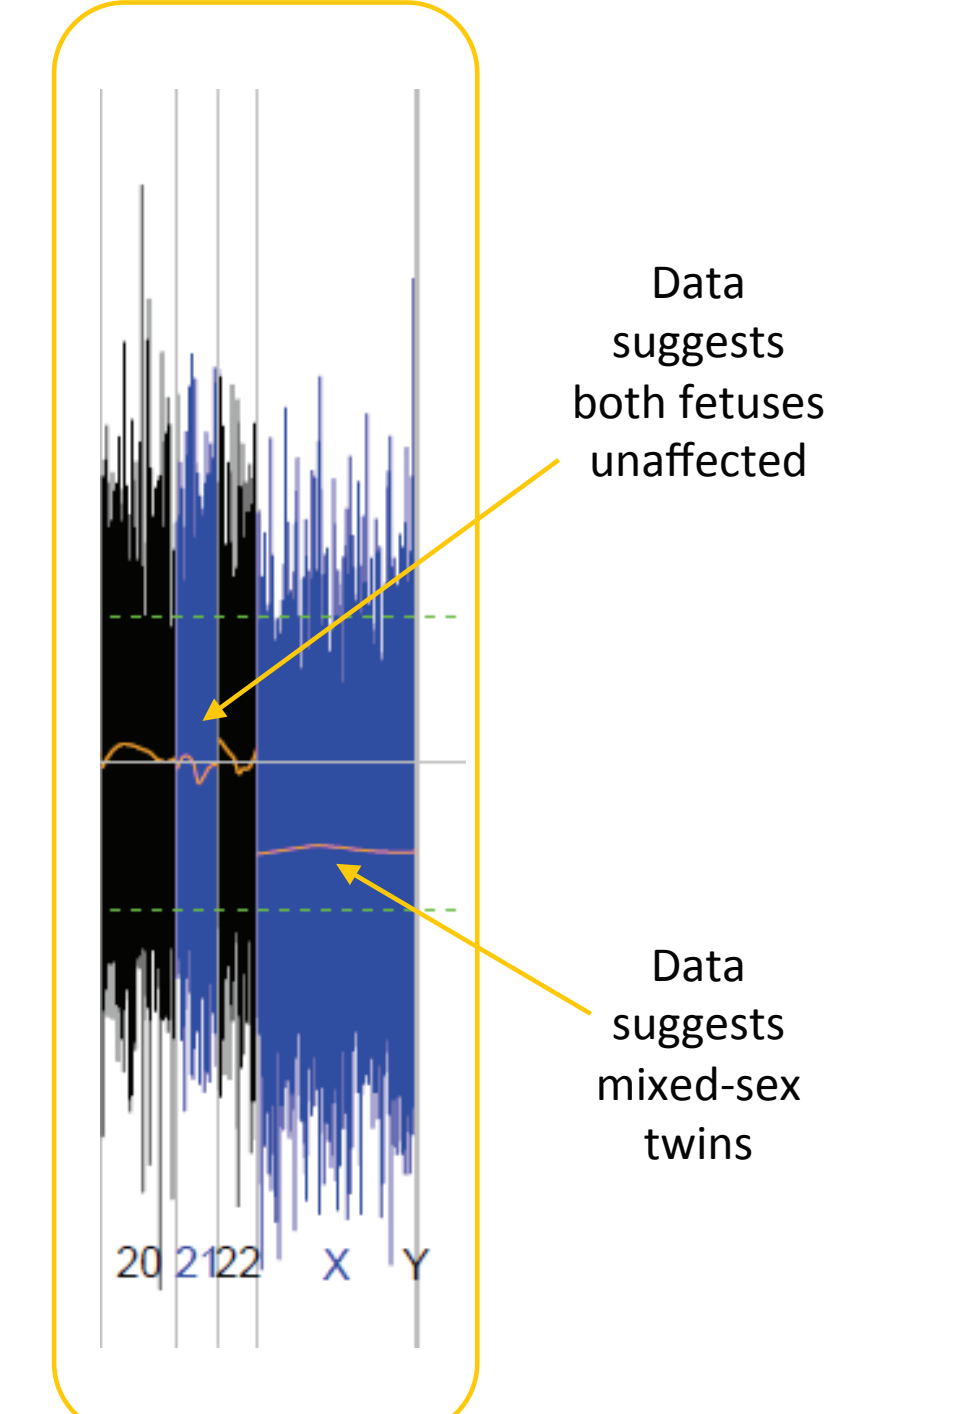 Data
suggests
both fetuses
unaffected
Data
suggests
mixed-sex
twins
20 21 22 X Y